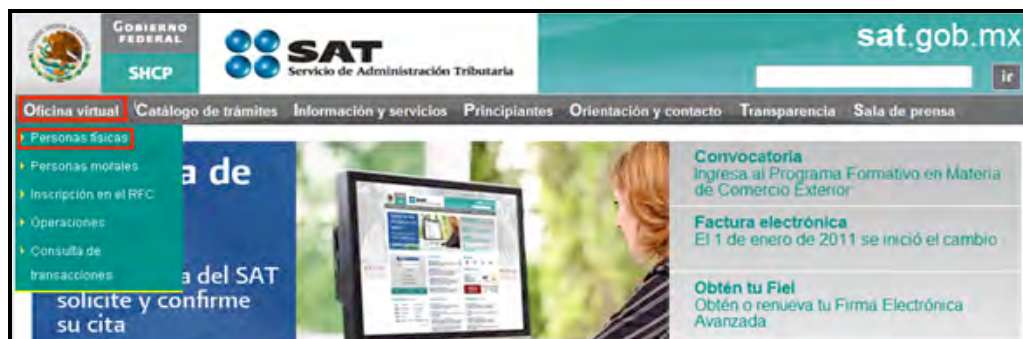 GOBIERNO
FEDERAL
SHCP
SAT
Servicio de Administración Tributaria
sat.gob.mx
ir
Oficina virtual Catálogo de trámites Información y servicios Principiantes Orientación y contacto Transparencia Sala de prensa
Personas físicas
Personas morales
Inscripción en el RFC
Operaciones
Consulta de
transacciones
a de
a del SAT
solicite y confirme
su cita
Convocatoria
Ingresa al Programa Formativo en Materia
de Comercio Exterior
Factura electrónica
El 1 de enero de 2011 se inició el cambio
Obtén tu Fiel
Obtén o renueva tu Firma Electrónica
Avanzada